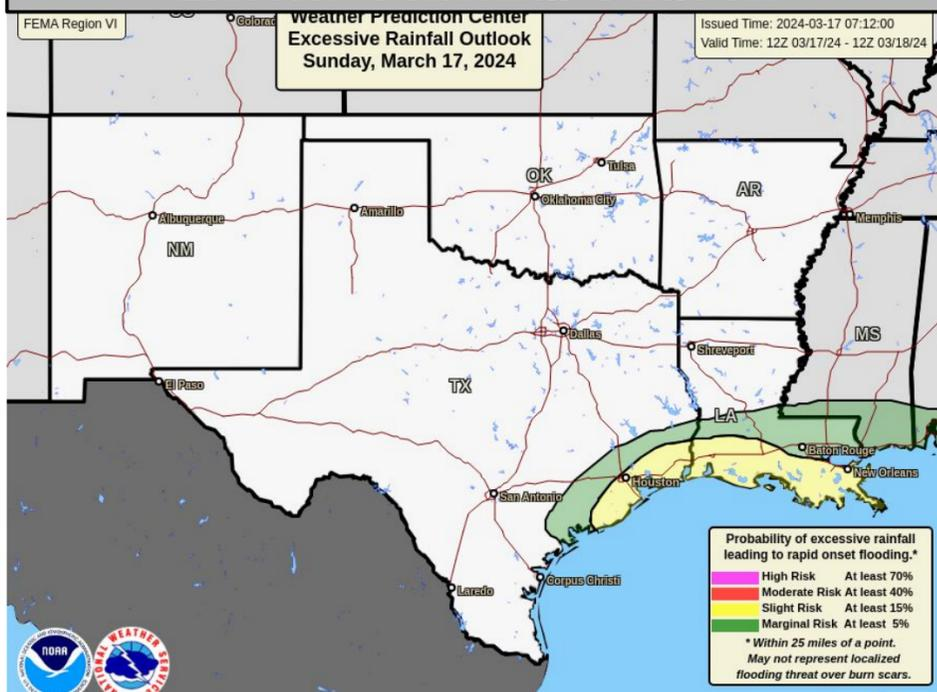 FEMA Region VI
Weather Prediction Center
Excessive Rainfall Outlook
Sunday, March 17, 2024
Issued Time: 2024-03-17 07:12:00
Valid Time: 12Z 03/17/24 - 12Z 03/18/24
Colorad
Tulsa
OK
Oklahoma City
AR
Albuquerque
Amarillo
Memphis
NM
Dallas
MS
Shreveport
El Paso
TX
LA
Baton Rouge
New Orleans
Houston
San Antonio
Corpus Christi
Laredo
Probability of excessive rainfall
leading to rapid onset flooding.*
High Risk At least 70%
Moderate Risk At least 40%
Slight Risk At least 15%
Marginal Risk At least 5%
* Within 25 miles of a point.
May not represent localized
flooding threat over burn scars.
NOAA